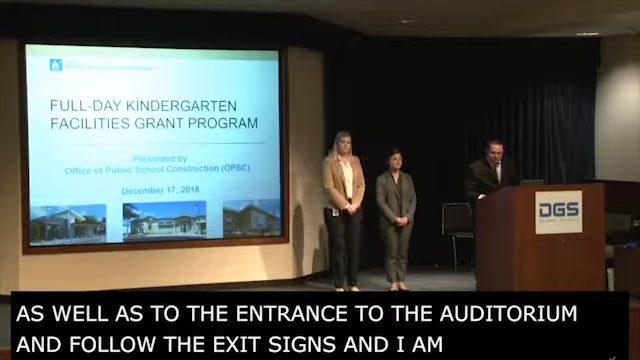 FULL-DAY KINDERGARTEN
FACILITIES GRANT PROGRAM
Presented by
Office of Public School Construction (OPSC)
December 17, 2018
DGS
AS WELL AS TO THE ENTRANCE TO THE AUDITORIUM
AND FOLLOW THE EXIT SIGNS AND I AM